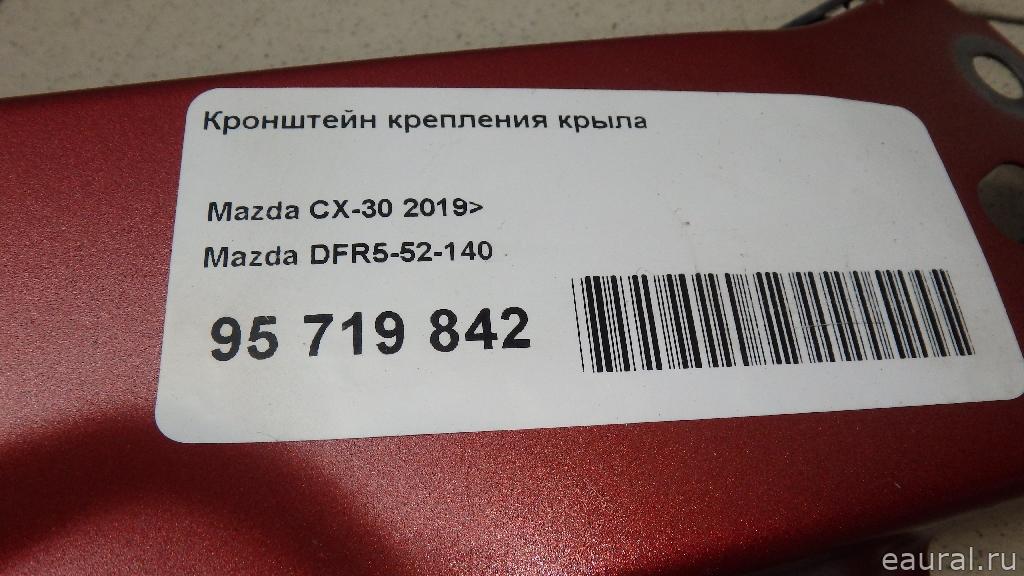 Кронштейн крепления крыла
Mazda CX-30 2019>
Mazda DFR5-52-140
95 719 842
eaural.ru